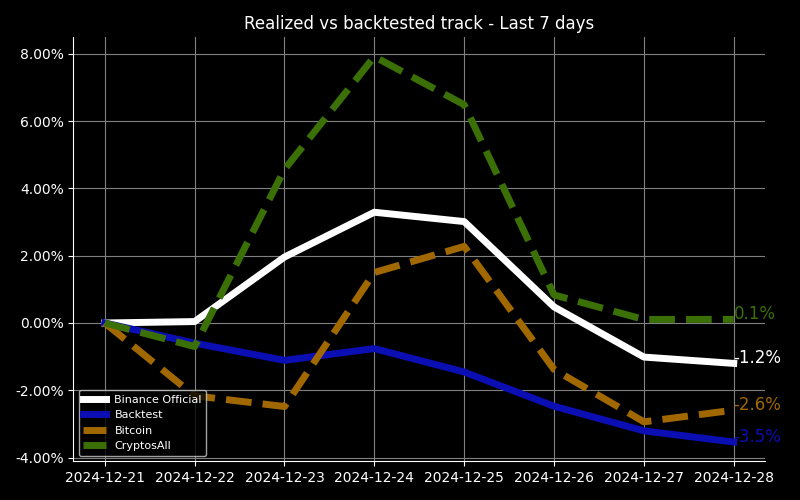 Realized vs backtested track - Last 7 days
8.00%
6.00%
4.00%
2.00%
0.00%
-2.00%
-4.00%
0.1%
-1.2%
-2.6%
-3.5%
Binance Official
Backtest
Bitcoin
CryptosAll
2024-12-21 2024-12-22 2024-12-23 2024-12-24 2024-12-25 2024-12-26 2024-12-27 2024-12-28